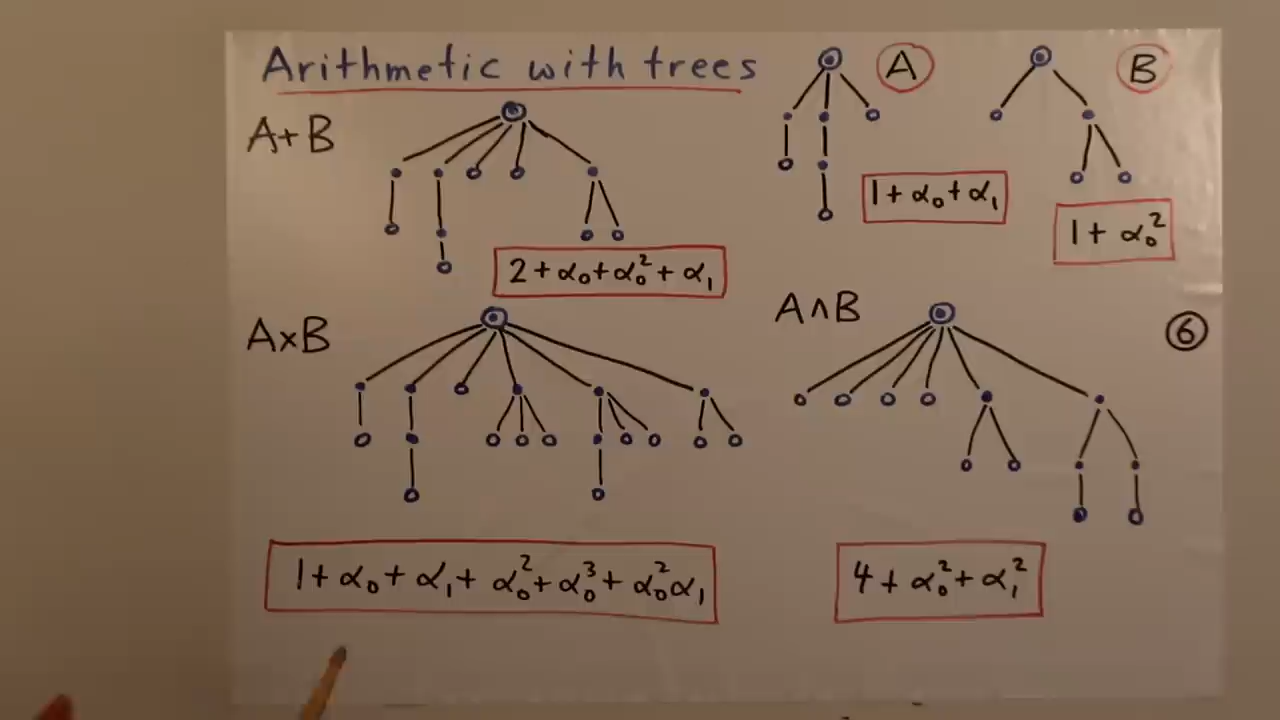 Arithmetic with trees
A
B
A+B
1 + α₀ + α₁
1 + α₀²
2 + α₀ + α₀² + α₁
A×B
A∧B
6
1 + α₀ + α₁ + α₀² + α₀³ + α₀²α₁
4 + α₀² + α₁²